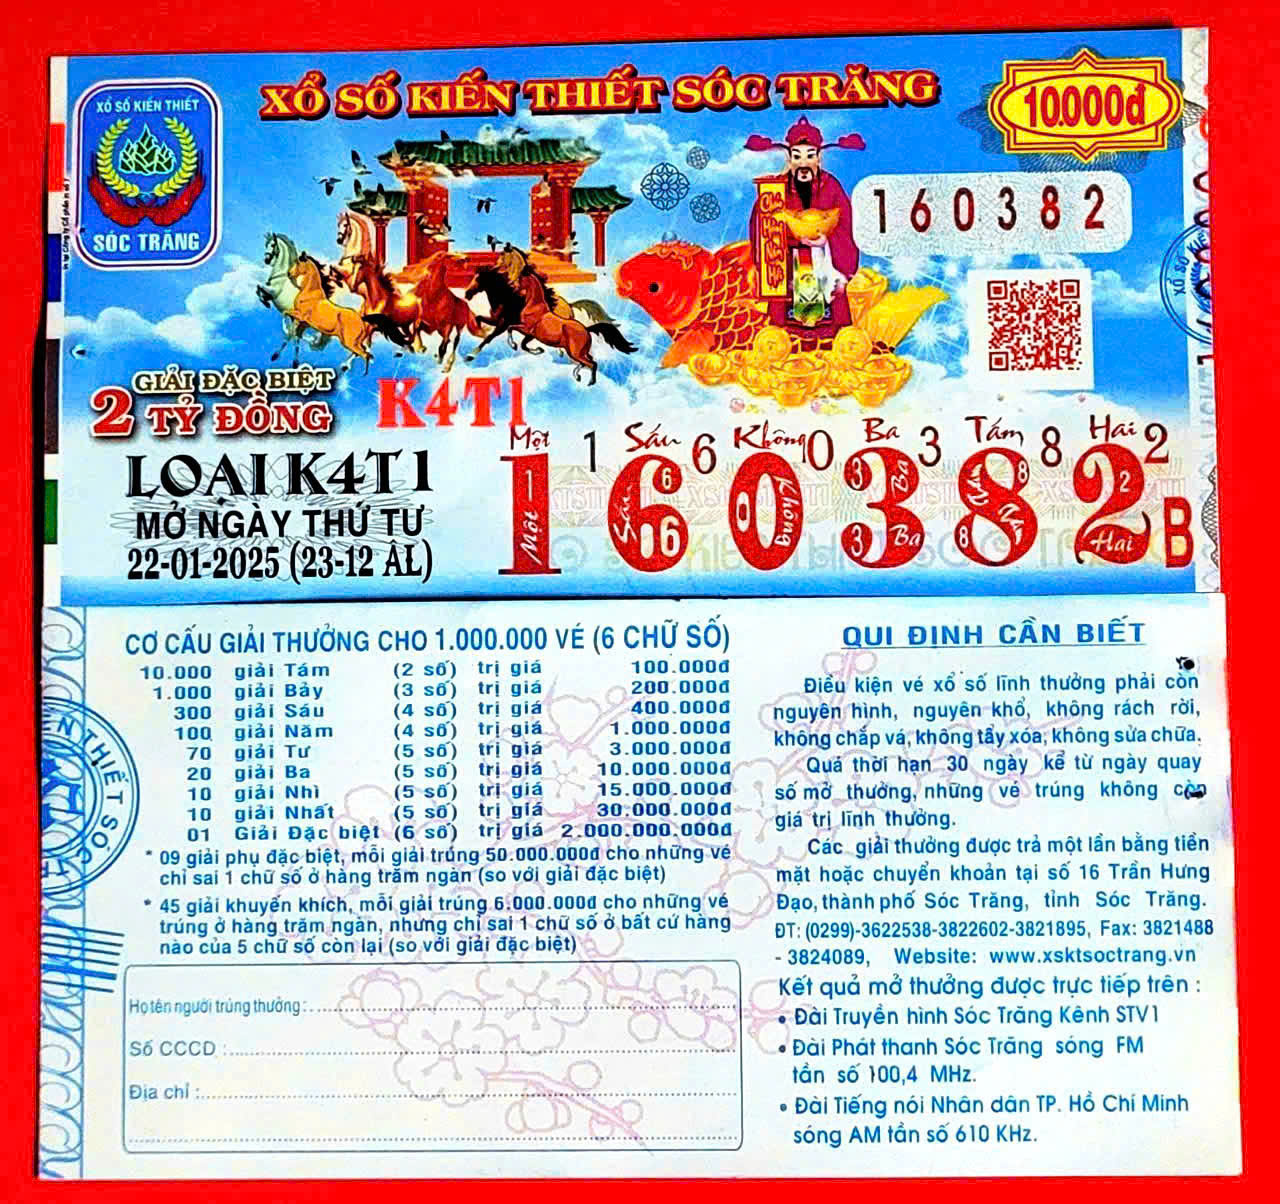 XỔ SỐ KIẾN THIẾT SÓC TRĂNG
10.000đ
XỔ SỐ KIẾN THIẾT
SÓC TRĂNG
160382
GIẢI ĐẶC BIỆT
2 TỶ ĐỒNG
K4T1
LOẠI K4T1
MỞ NGÀY THỨ TƯ
22-01-2025 (23-12 ÂL)
Một 1 Sáu 6 Không 0 Ba 3 Tám 8 Hai 2
160382B
CƠ CẤU GIẢI THƯỞNG CHO 1.000.000 VÉ (6 CHỮ SỐ)
10.000 giải Tám (2 số) trị giá 100.000đ
1.000 giải Bảy (3 số) trị giá 200.000đ
300 giải Sáu (4 số) trị giá 400.000đ
100 giải Năm (4 số) trị giá 1.000.000đ
70 giải Tư (5 số) trị giá 3.000.000đ
20 giải Ba (5 số) trị giá 10.000.000đ
10 giải Nhì (5 số) trị giá 15.000.000đ
10 giải Nhất (5 số) trị giá 30.000.000đ
01 Giải Đặc biệt (6 số) trị giá 2.000.000.000đ
* 09 giải phụ đặc biệt, mỗi giải trúng 50.000.000đ cho những vé
chỉ sai 1 chữ số ở hàng trăm ngàn (so với giải đặc biệt)
* 45 giải khuyến khích, mỗi giải trúng 6.000.000đ cho những vé
trúng ở hàng trăm ngàn, nhưng chỉ sai 1 chữ số ở bất cứ hàng
nào của 5 chữ số còn lại (so với giải đặc biệt)
Họ tên người trúng thưởng:
Số CCCD :
Địa chỉ :
QUI ĐỊNH CẦN BIẾT
Điều kiện vé xổ số lĩnh thưởng phải còn
nguyên hình, nguyên khổ, không rách rời,
không chắp vá, không tẩy xóa, không sửa chữa.
Quá thời hạn 30 ngày kể từ ngày quay
số mở thưởng, những vé trúng không còn
giá trị lĩnh thưởng.
Các giải thưởng được trả một lần bằng tiền
mặt hoặc chuyển khoản tại số 16 Trần Hưng
Đạo, thành phố Sóc Trăng, tỉnh Sóc Trăng.
ĐT: (0299)-3622538-3822602-3821895, Fax: 3821488
- 3824089, Website: www.xsktsoctrang.vn
Kết quả mở thưởng được trực tiếp trên :
• Đài Truyền hình Sóc Trăng Kênh STV1
• Đài Phát thanh Sóc Trăng sóng FM
tần số 100,4 MHz.
• Đài Tiếng nói Nhân dân TP. Hồ Chí Minh
sóng AM tần số 610 KHz.